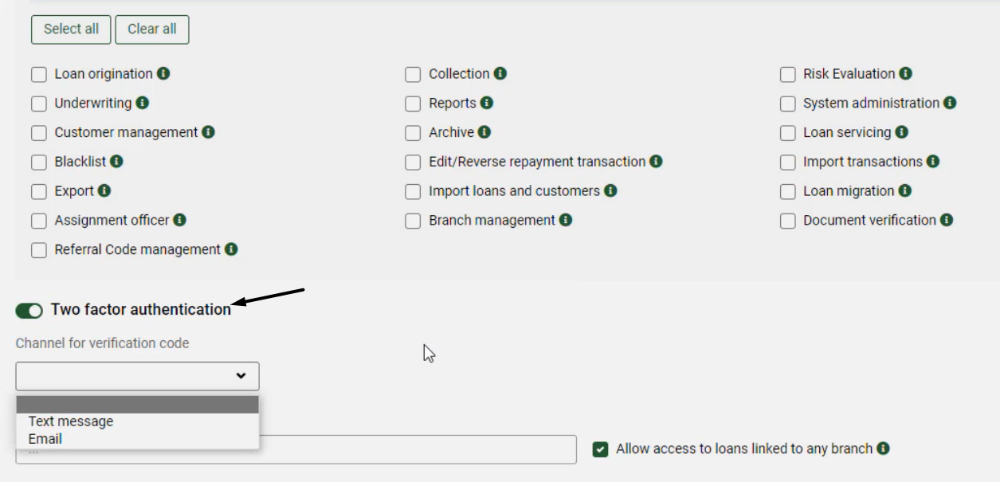 Select all Clear all
Loan origination Collection Risk Evaluation
Underwriting Reports System administration
Customer management Archive Loan servicing
Blacklist Edit/Reverse repayment transaction Import transactions
Export Import loans and customers Loan migration
Assignment officer Branch management Document verification
Referral Code management
Two factor authentication
Channel for verification code
Text message
Email
... Allow access to loans linked to any branch